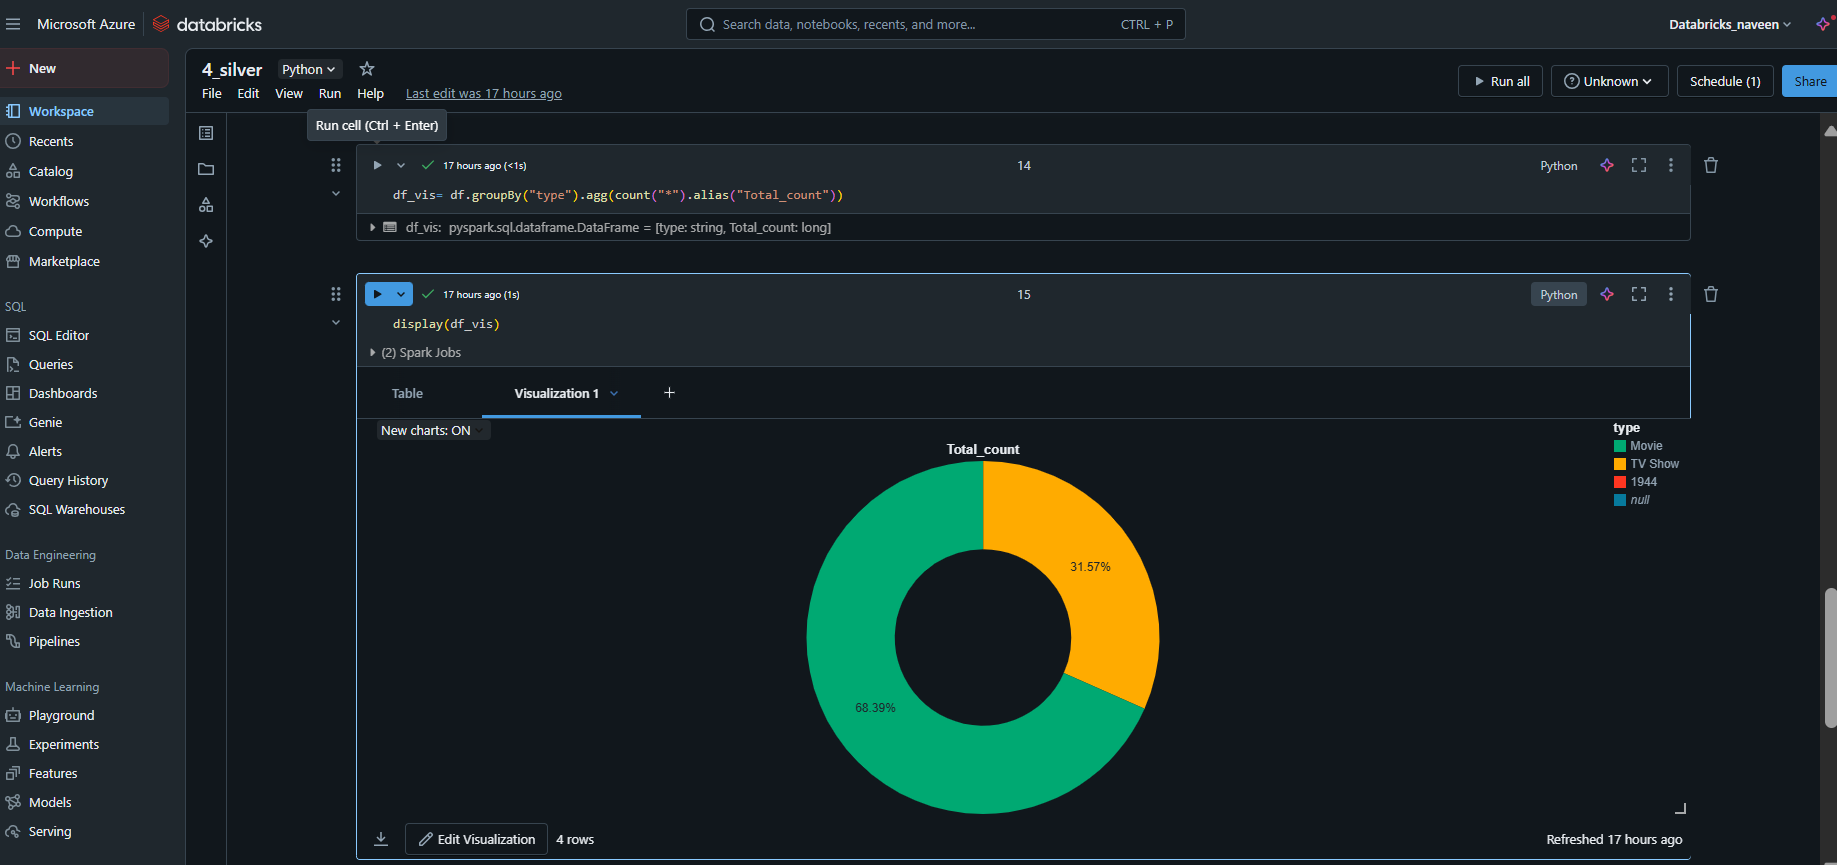 Microsoft Azure databricks Search data, notebooks, recents, and more... CTRL + P Databricks_naveen
New
Workspace
Recents
Catalog
Workflows
Compute
Marketplace
SQL
SQL Editor
Queries
Dashboards
Genie
Alerts
Query History
SQL Warehouses
Data Engineering
Job Runs
Data Ingestion
Pipelines
Machine Learning
Playground
Experiments
Features
Models
Serving
4_silver Python
File Edit View Run Help Last edit was 17 hours ago
Run all Unknown Schedule (1) Share
Run cell (Ctrl + Enter)
17 hours ago (<1s) 14 Python
df_vis= df.groupBy("type").agg(count("*").alias("Total_count"))
df_vis: pyspark.sql.dataframe.DataFrame = [type: string, Total_count: long]
17 hours ago (1s) 15 Python
display(df_vis)
(2) Spark Jobs
Table Visualization 1 +
New charts: ON
Total_count
31.57%
68.39%
type
Movie
TV Show
1944
null
Edit Visualization 4 rows Refreshed 17 hours ago